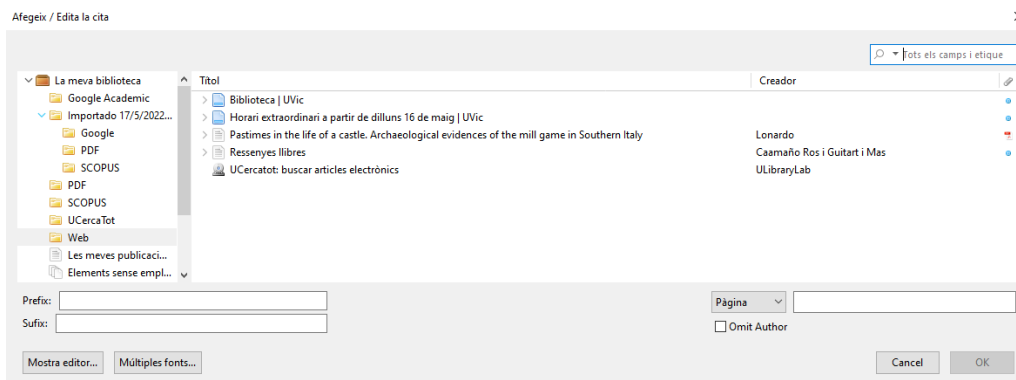 Afegeix / Edita la cita
Tots els camps i etique
La meva biblioteca
Google Academic
Importado 17/5/2022...
Google
PDF
SCOPUS
PDF
SCOPUS
UCercaTot
Web
Les meves publicaci...
Elements sense empl...
Títol Creador
Biblioteca | UVic
Horari extraordinari a partir de dilluns 16 de maig | UVic
Pastimes in the life of a castle. Archaeological evidences of the mill game in Southern Italy Lonardo
Ressenyes llibres Caamaño Ros i Guitart i Mas
UCercatot: buscar articles electrònics ULibraryLab
Prefix: Pàgina
Sufix: Omit Author
Mostra editor... Múltiples fonts... Cancel OK